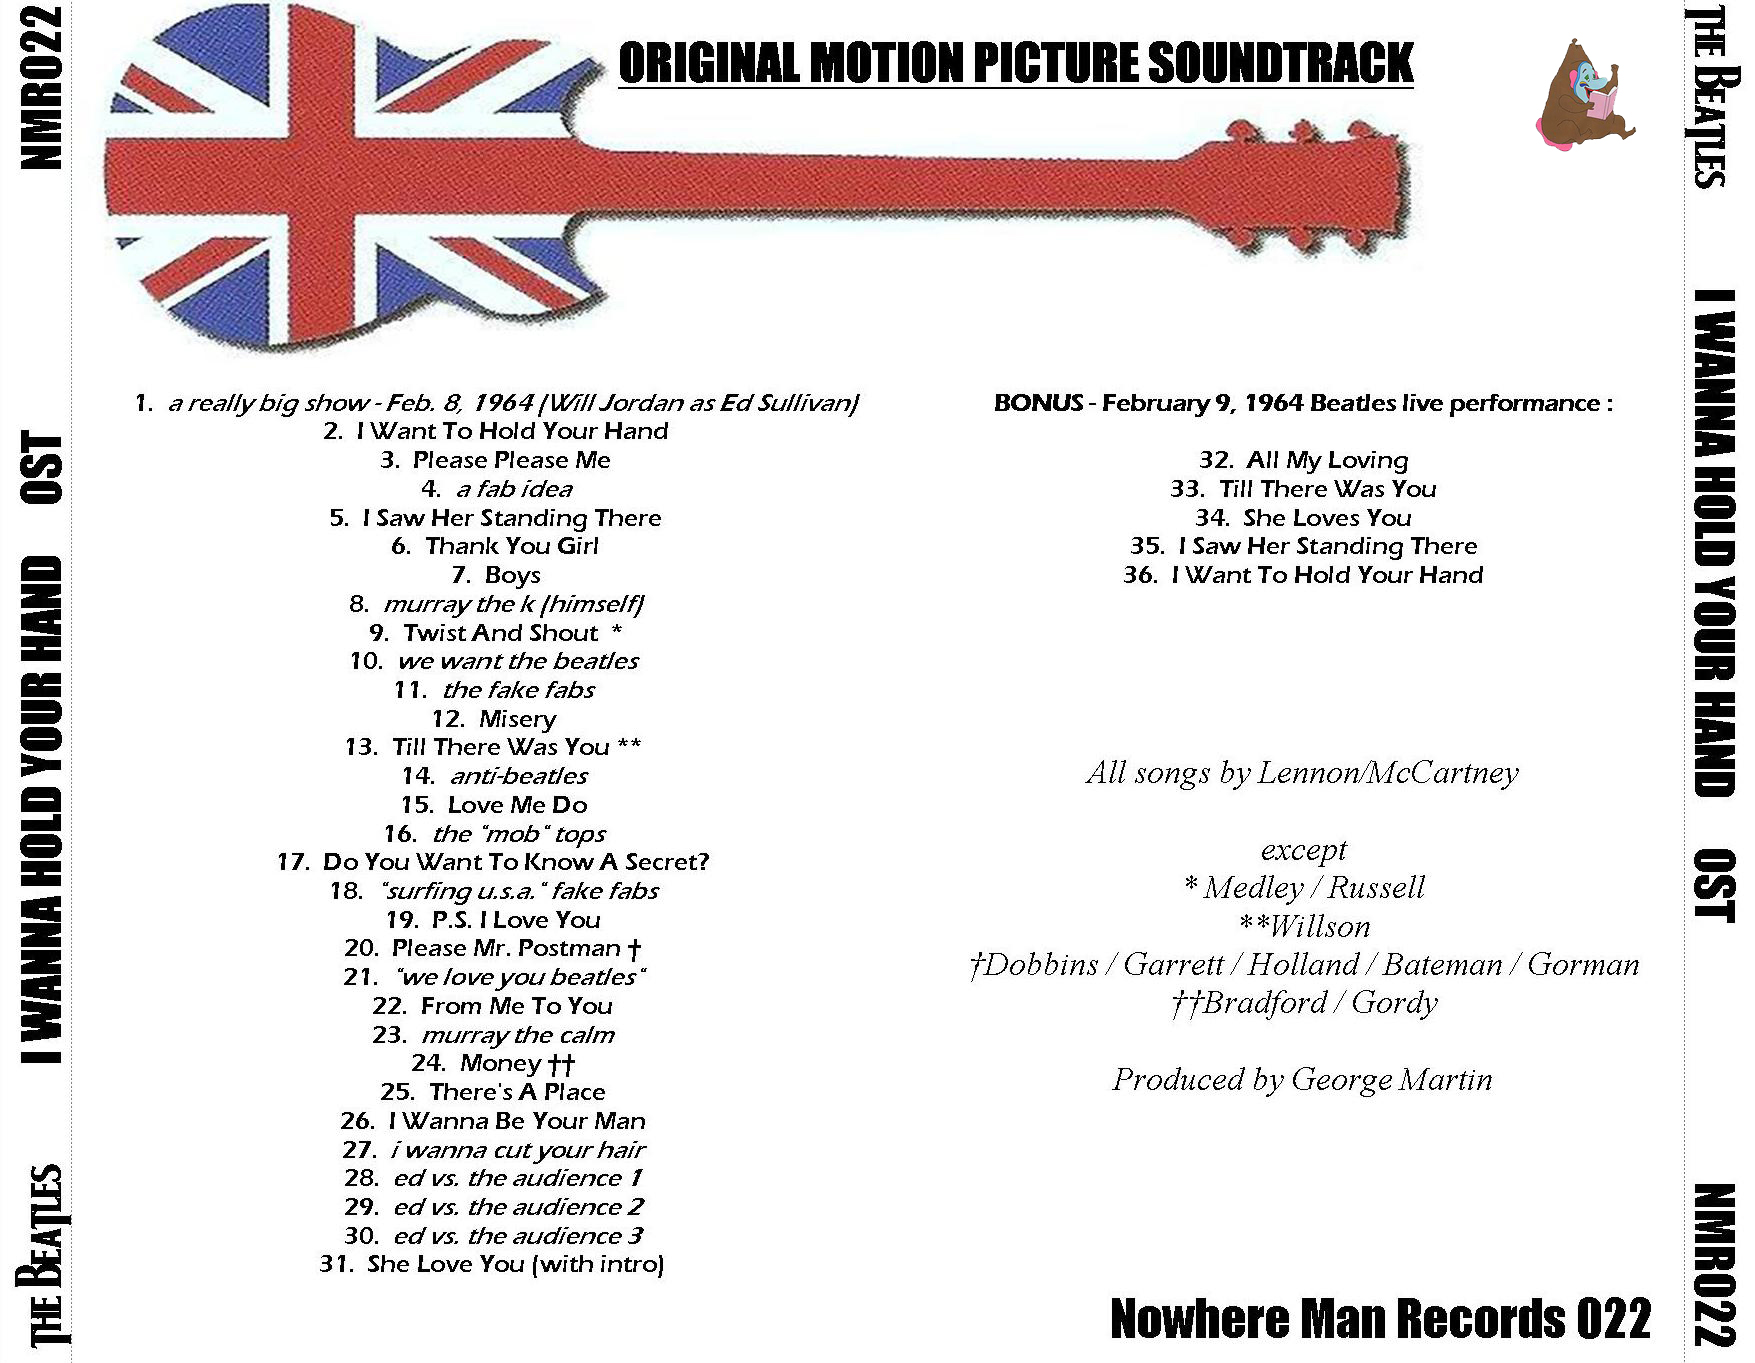 NMR022
I WANNA HOLD YOUR HAND OST
THE BEATLES
ORIGINAL MOTION PICTURE SOUNDTRACK
1. a really big show - Feb. 8, 1964 (Will Jordan as Ed Sullivan)
2. I Want To Hold Your Hand
3. Please Please Me
4. a fab idea
5. I Saw Her Standing There
6. Thank You Girl
7. Boys
8. murray the k (himself)
9. Twist And Shout *
10. we want the beatles
11. the fake fabs
12. Misery
13. Till There Was You **
14. anti-beatles
15. Love Me Do
16. the "mob" tops
17. Do You Want To Know A Secret?
18. "surfing u.s.a." fake fabs
19. P.S. I Love You
20. Please Mr. Postman †
21. "we love you beatles"
22. From Me To You
23. murray the calm
24. Money ††
25. There's A Place
26. I Wanna Be Your Man
27. i wanna cut your hair
28. ed vs. the audience 1
29. ed vs. the audience 2
30. ed vs. the audience 3
31. She Love You (with intro)
BONUS - February 9, 1964 Beatles live performance :
32. All My Loving
33. Till There Was You
34. She Loves You
35. I Saw Her Standing There
36. I Want To Hold Your Hand
All songs by Lennon/McCartney
except
* Medley / Russell
**Willson
†Dobbins / Garrett / Holland / Bateman / Gorman
††Bradford / Gordy
Produced by George Martin
Nowhere Man Records 022
THE BEATLES
I WANNA HOLD YOUR HAND OST
NMR022